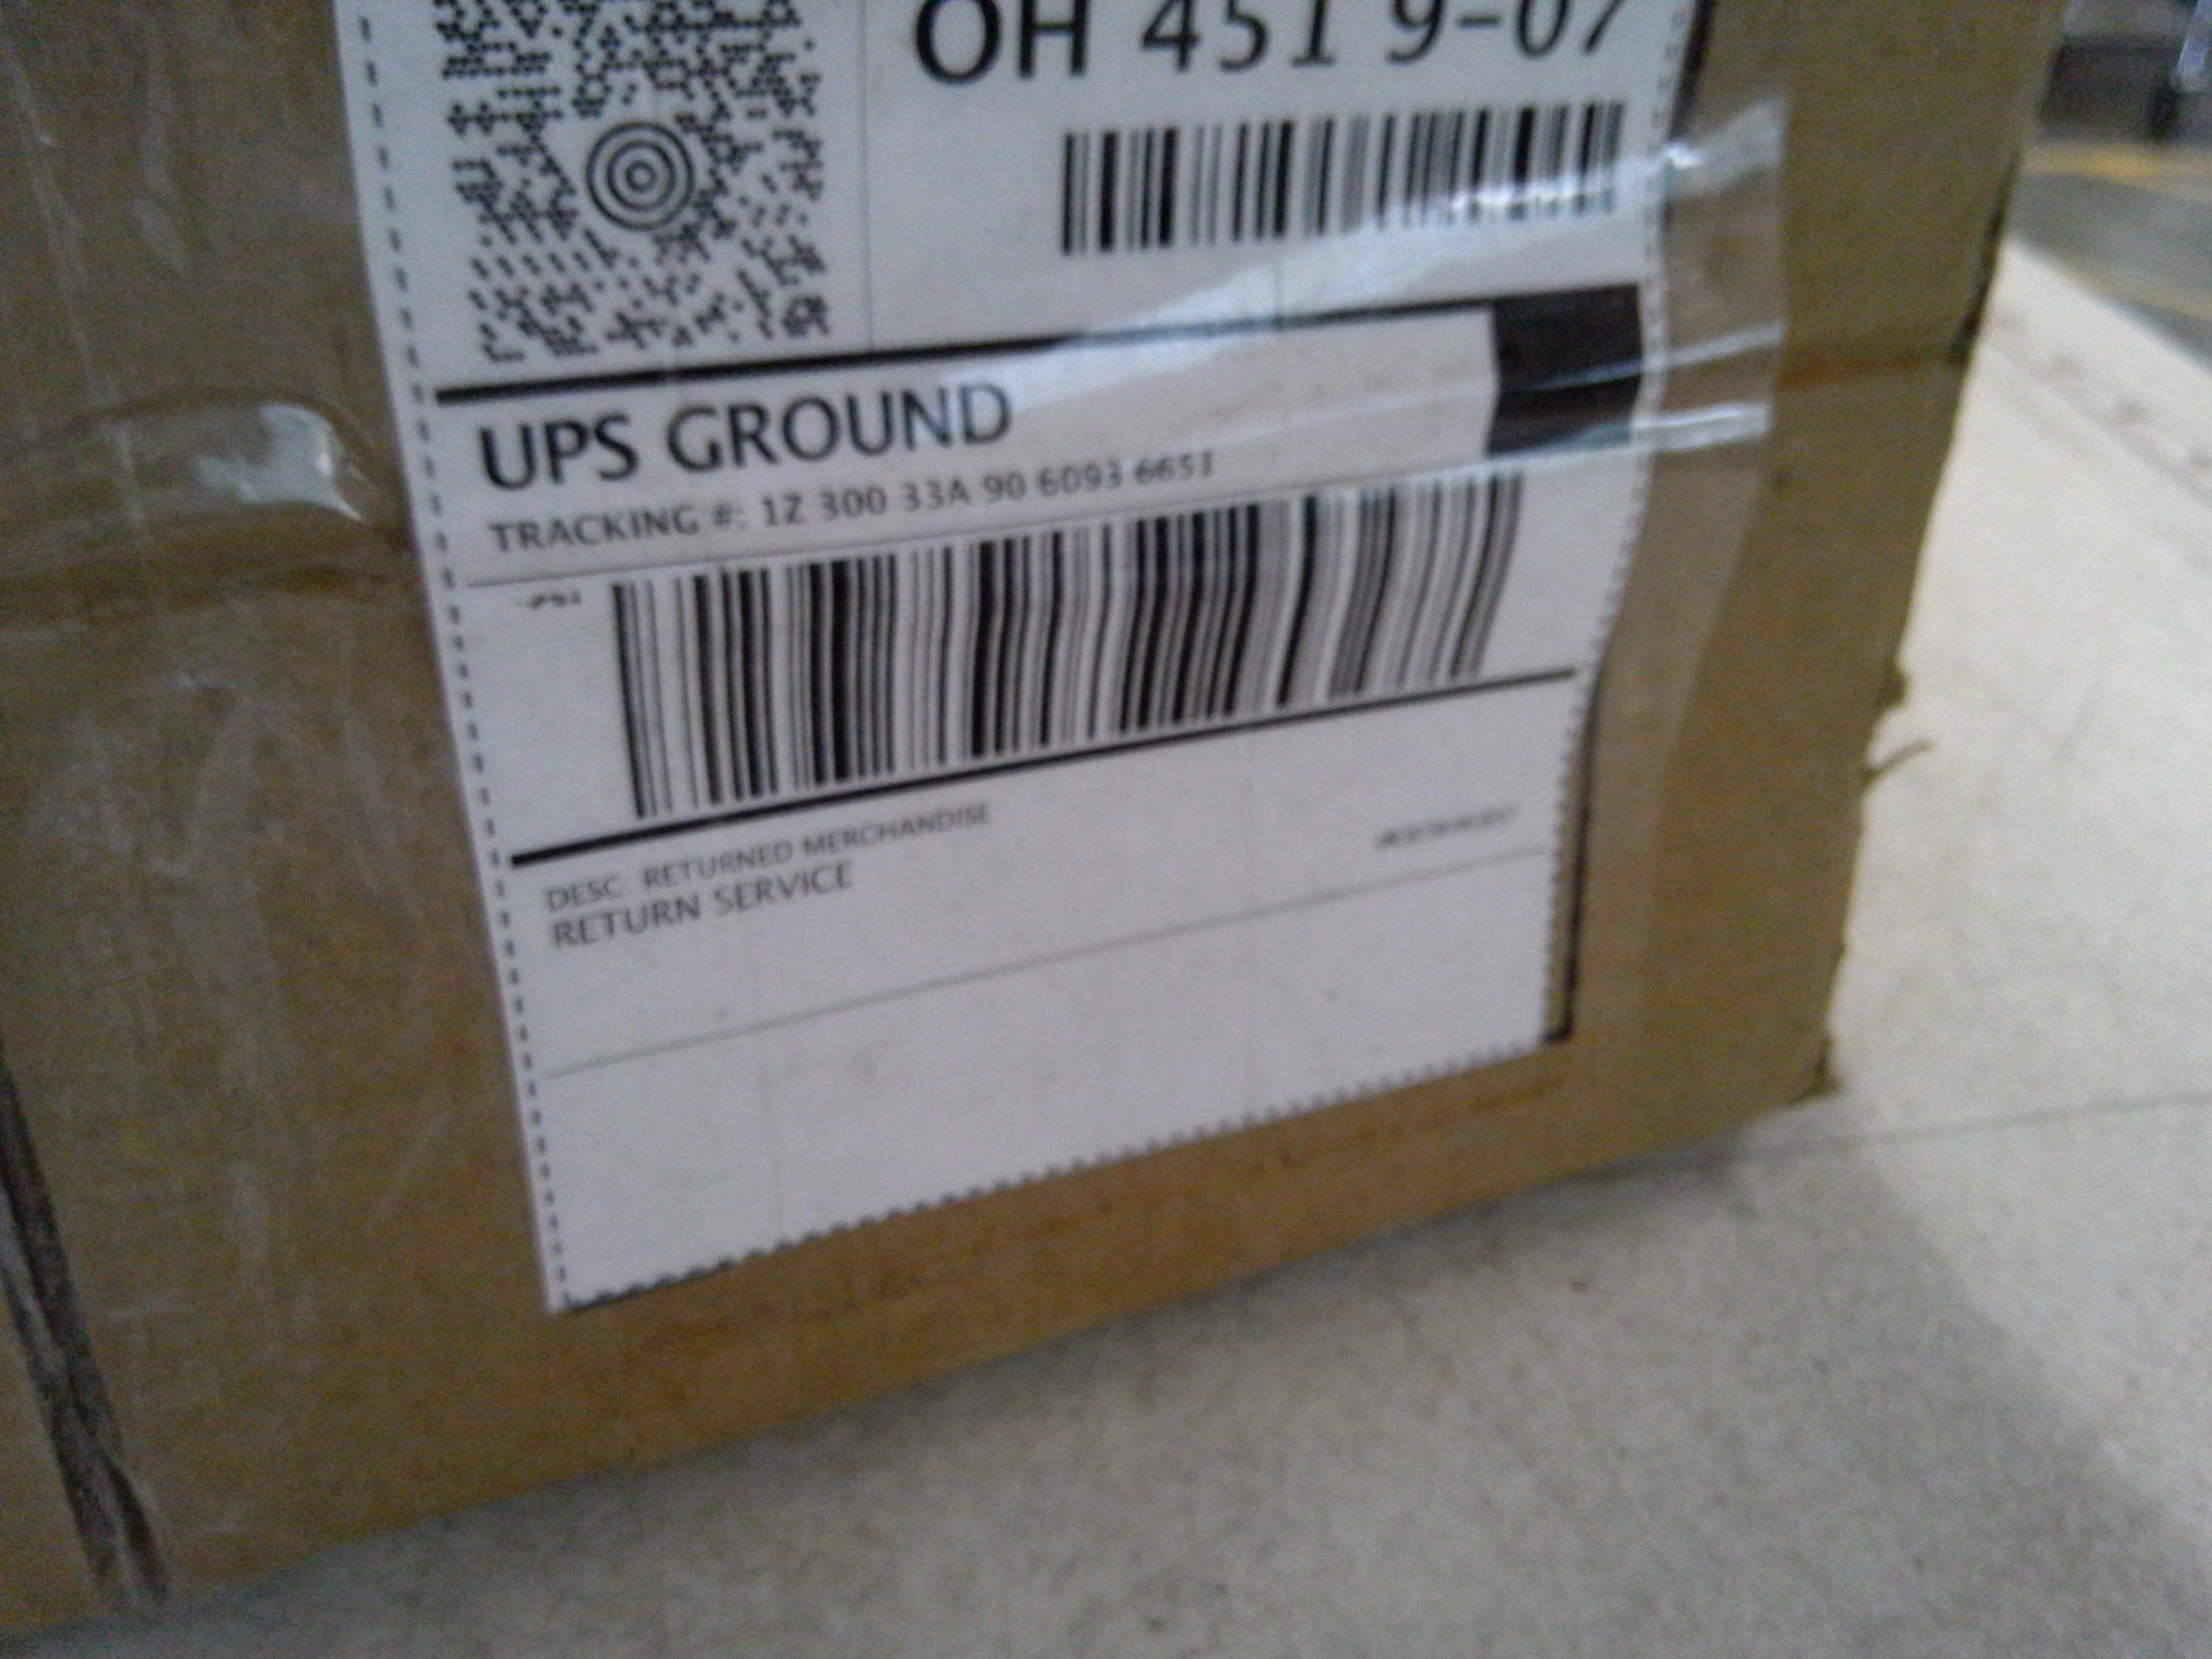 OH 451 9-07
UPS GROUND
TRACKING #: 1Z 300 33A 90 6093 6651
DESC: RETURNED MERCHANDISE
RETURN SERVICE